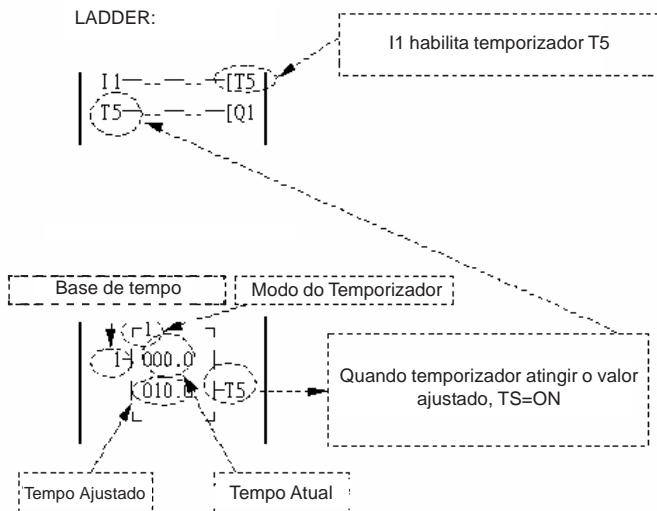 LADDER:
I1 habilita temporizador T5
I1—..—..—[T5
T5—..—..—[Q1
Base de tempo
Modo do Temporizador
1
1
000.0
010.0
T5
Quando temporizador atingir o valor
ajustado, TS=ON
Tempo Ajustado
Tempo Atual